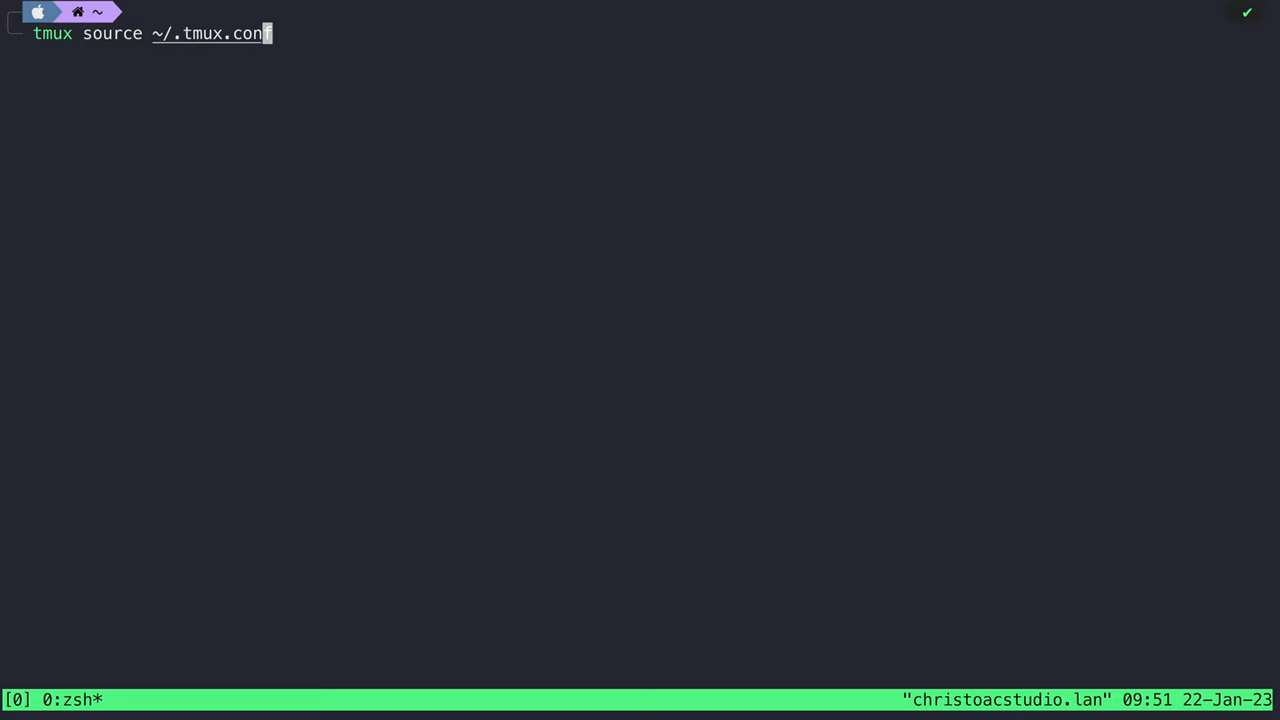 ~ ✔
tmux source ~/.tmux.conf
[0] 0:zsh* "christoacstudio.lan" 09:51 22-Jan-23